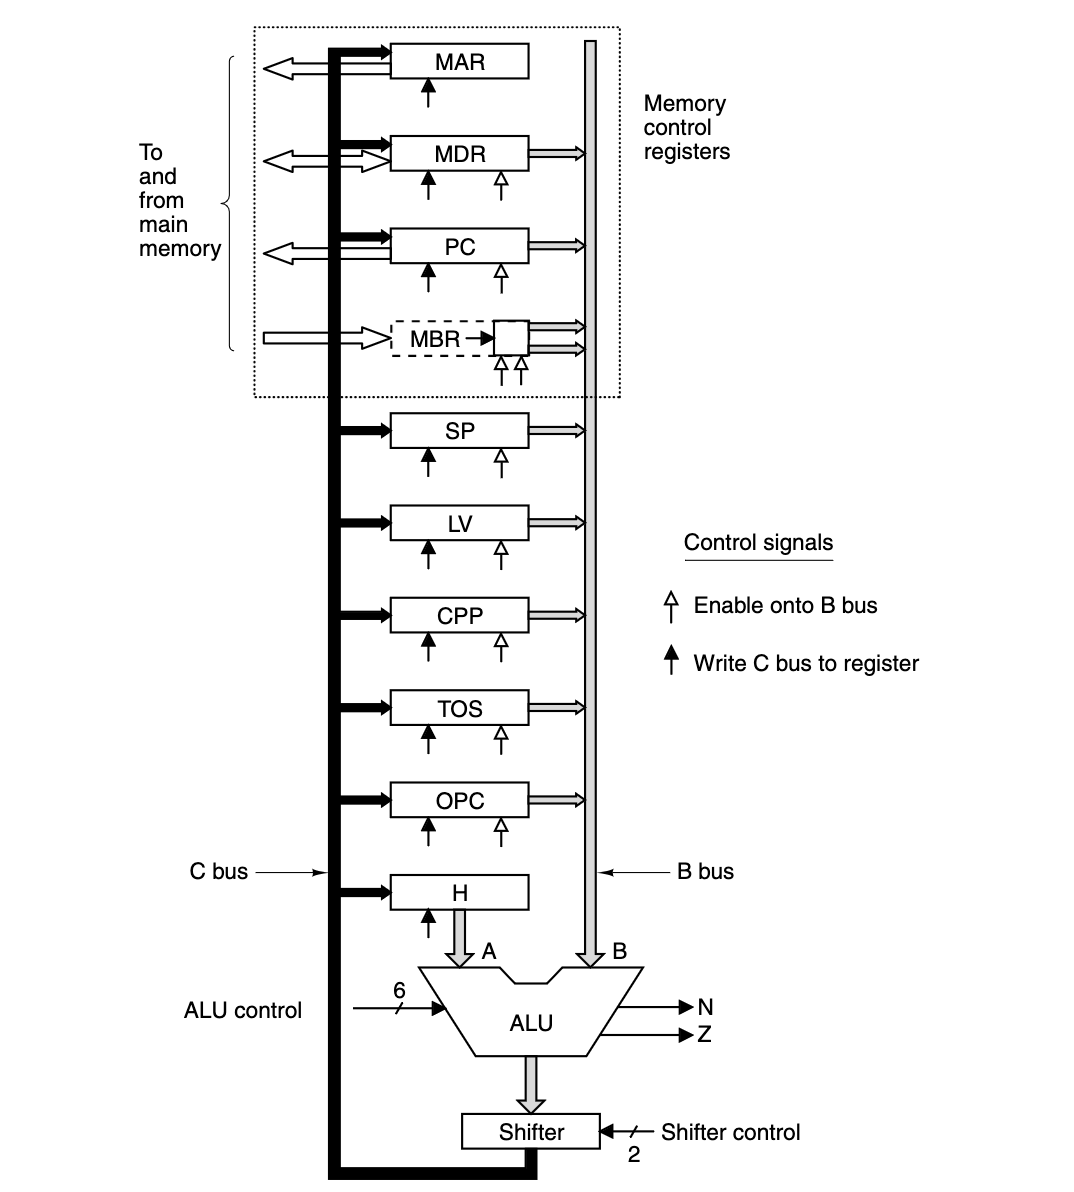 MAR
Memory
control
registers
To
and
from
main
memory
MDR
PC
MBR
SP
LV
Control signals
Enable onto B bus
CPP
Write C bus to register
TOS
OPC
C bus
B bus
H
A
B
6
ALU control
ALU
N
Z
Shifter
Shifter control
2